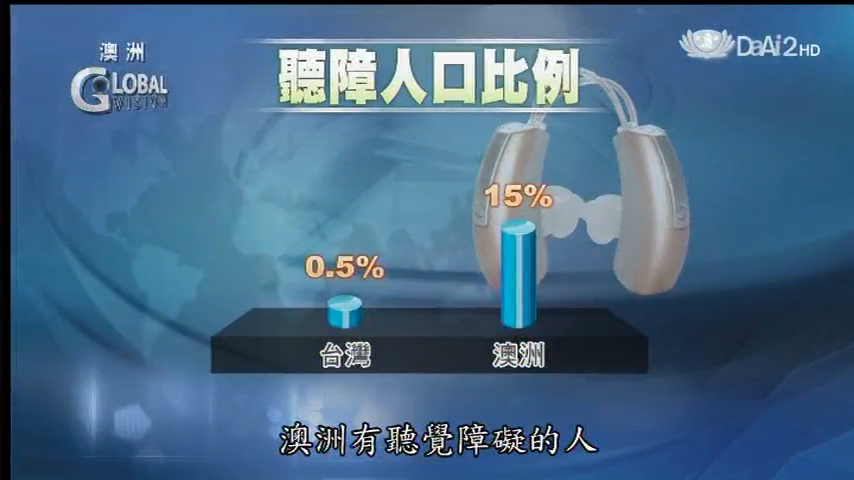 澳洲
GLOBAL
VISION
DaAi2HD
聽障人口比例
15%
0.5%
台灣
澳洲
澳洲有聽覺障礙的人